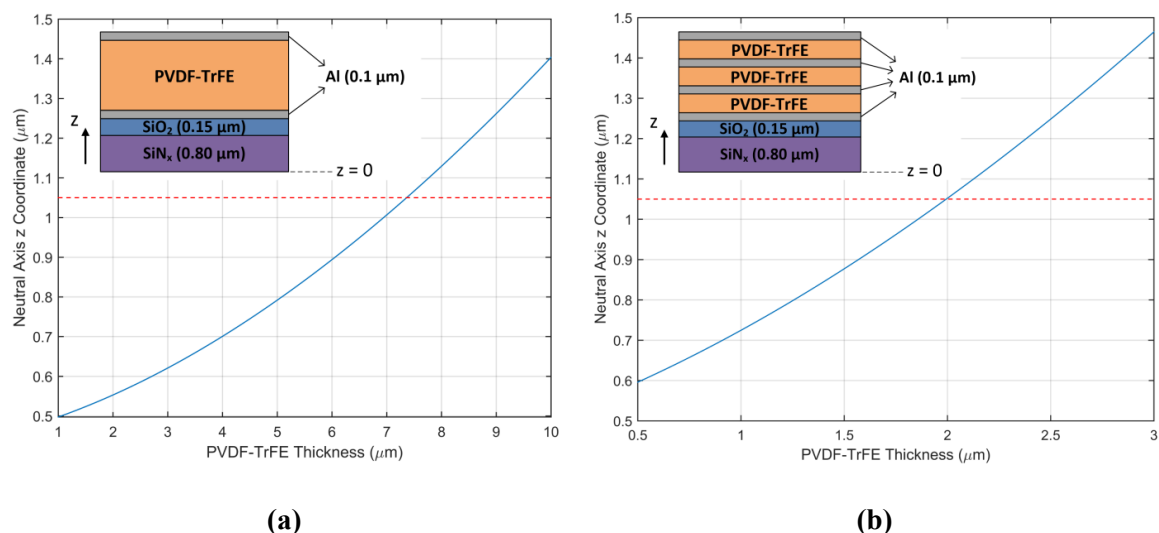 1.5
1.4
1.3
1.2
1.1
1
0.9
0.8
0.7
0.6
0.5
Neutral Axis z Coordinate (μm)
PVDF-TrFE
Al (0.1 μm)
z
SiO₂ (0.15 μm)
SiNₓ (0.80 μm)
z = 0
1 2 3 4 5 6 7 8 9 10
PVDF-TrFE Thickness (μm)
(a)
1.5
1.4
1.3
1.2
1.1
1
0.9
0.8
0.7
0.6
0.5
Neutral Axis z Coordinate (μm)
PVDF-TrFE
PVDF-TrFE
Al (0.1 μm)
PVDF-TrFE
z
SiO₂ (0.15 μm)
SiNₓ (0.80 μm)
z = 0
0.5 1 1.5 2 2.5 3
PVDF-TrFE Thickness (μm)
(b)